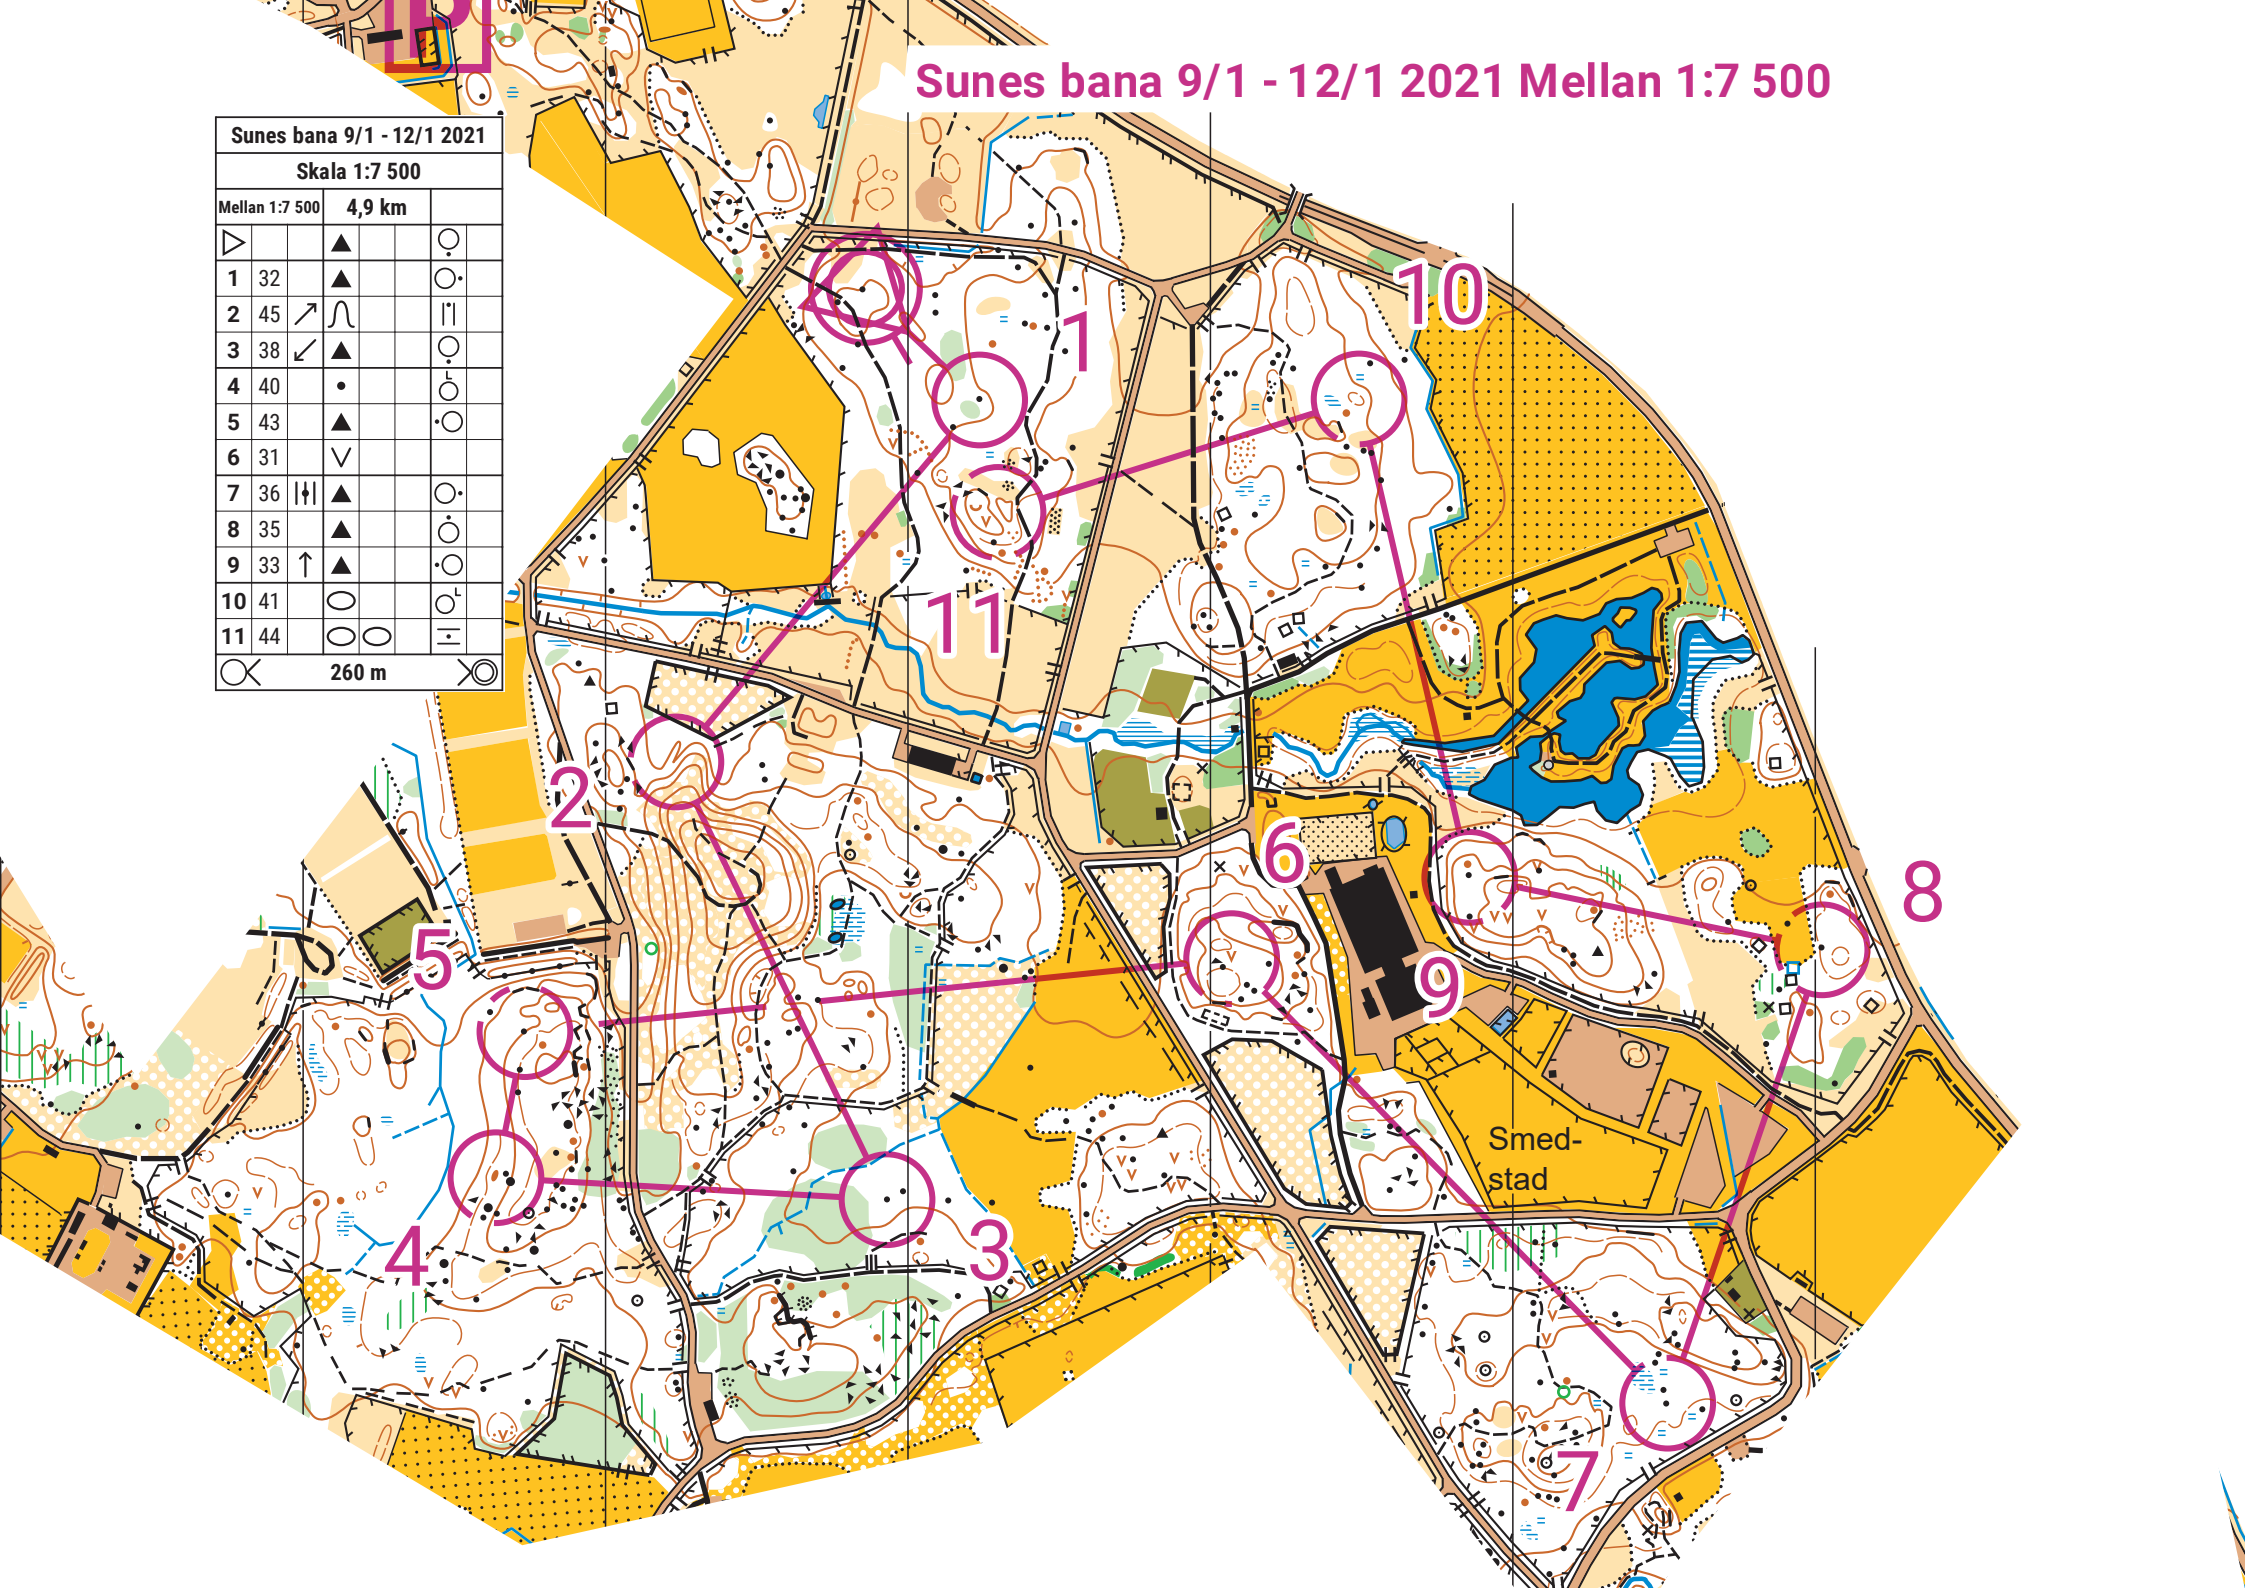 P
Sunes bana 9/1 - 12/1 2021 Mellan 1:7 500
Sunes bana 9/1 - 12/1 2021
Skala 1:7 500
Mellan 1:7 500 4,9 km
1 32
2 45
3 38
4 40
5 43
6 31
7 36
8 35
9 33
10 41
11 44
260 m
10
1
11
2
6
8
5
9
Smed-
stad
4
3
7